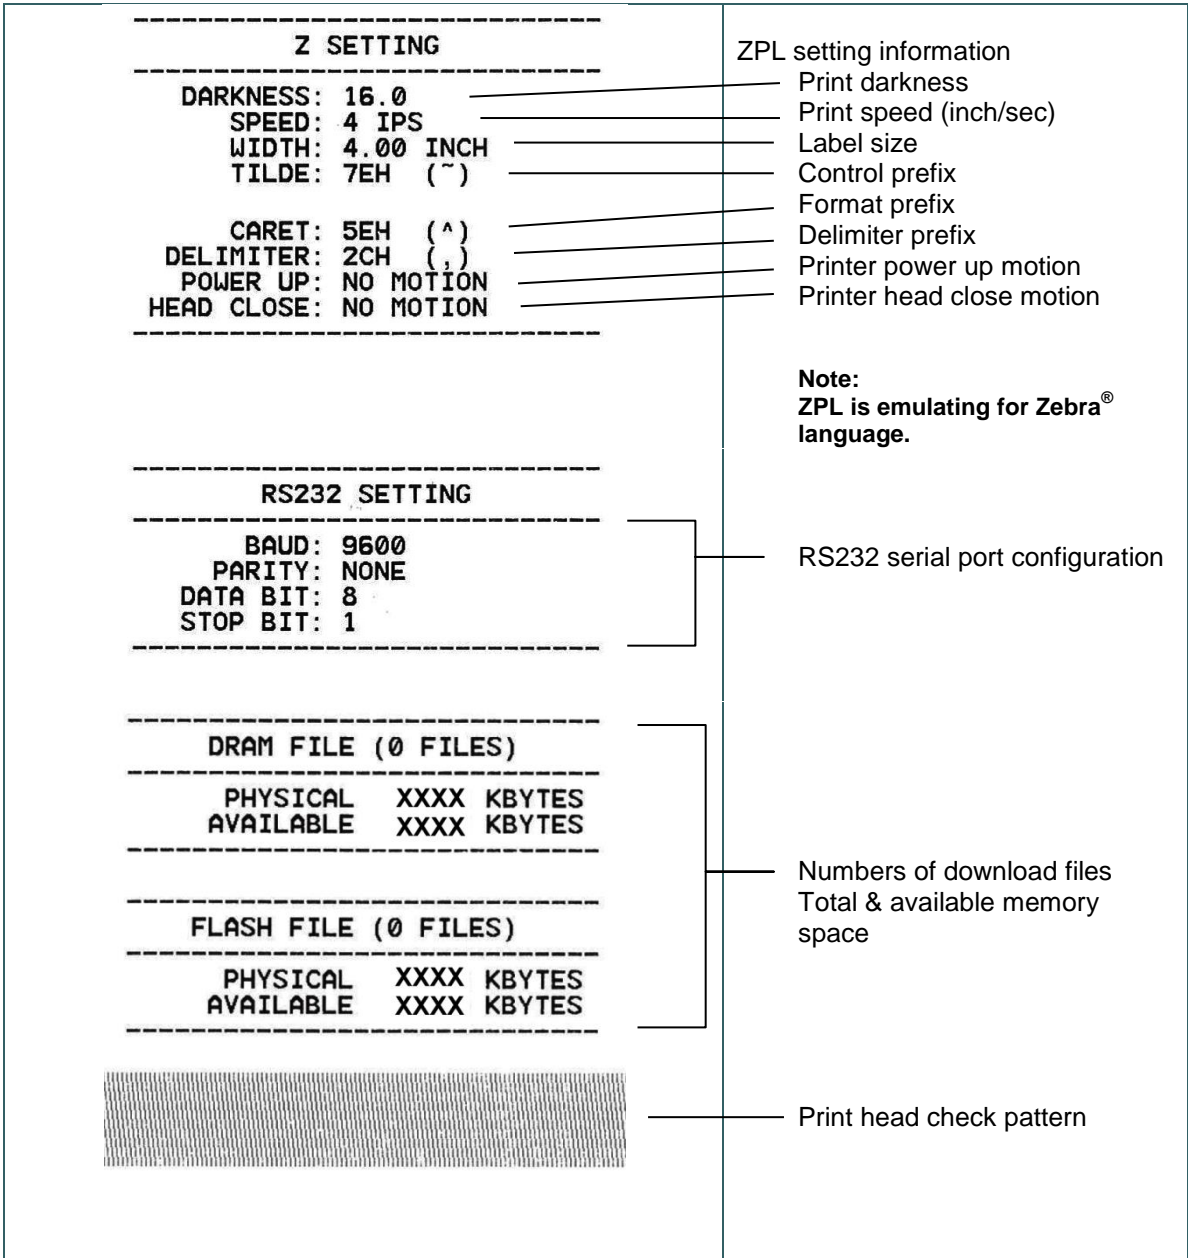 Z SETTING
DARKNESS: 16.0
SPEED: 4 IPS
WIDTH: 4.00 INCH
TILDE: 7EH (~)
CARET: 5EH (^)
DELIMITER: 2CH (,)
POWER UP: NO MOTION
HEAD CLOSE: NO MOTION
ZPL setting information
Print darkness
Print speed (inch/sec)
Label size
Control prefix
Format prefix
Delimiter prefix
Printer power up motion
Printer head close motion
Note:
ZPL is emulating for Zebra®
language.
RS232 SETTING
BAUD: 9600
PARITY: NONE
DATA BIT: 8
STOP BIT: 1
RS232 serial port configuration
DRAM FILE (0 FILES)
PHYSICAL XXXX KBYTES
AVAILABLE XXXX KBYTES
FLASH FILE (0 FILES)
PHYSICAL XXXX KBYTES
AVAILABLE XXXX KBYTES
Numbers of download files
Total & available memory
space
Print head check pattern